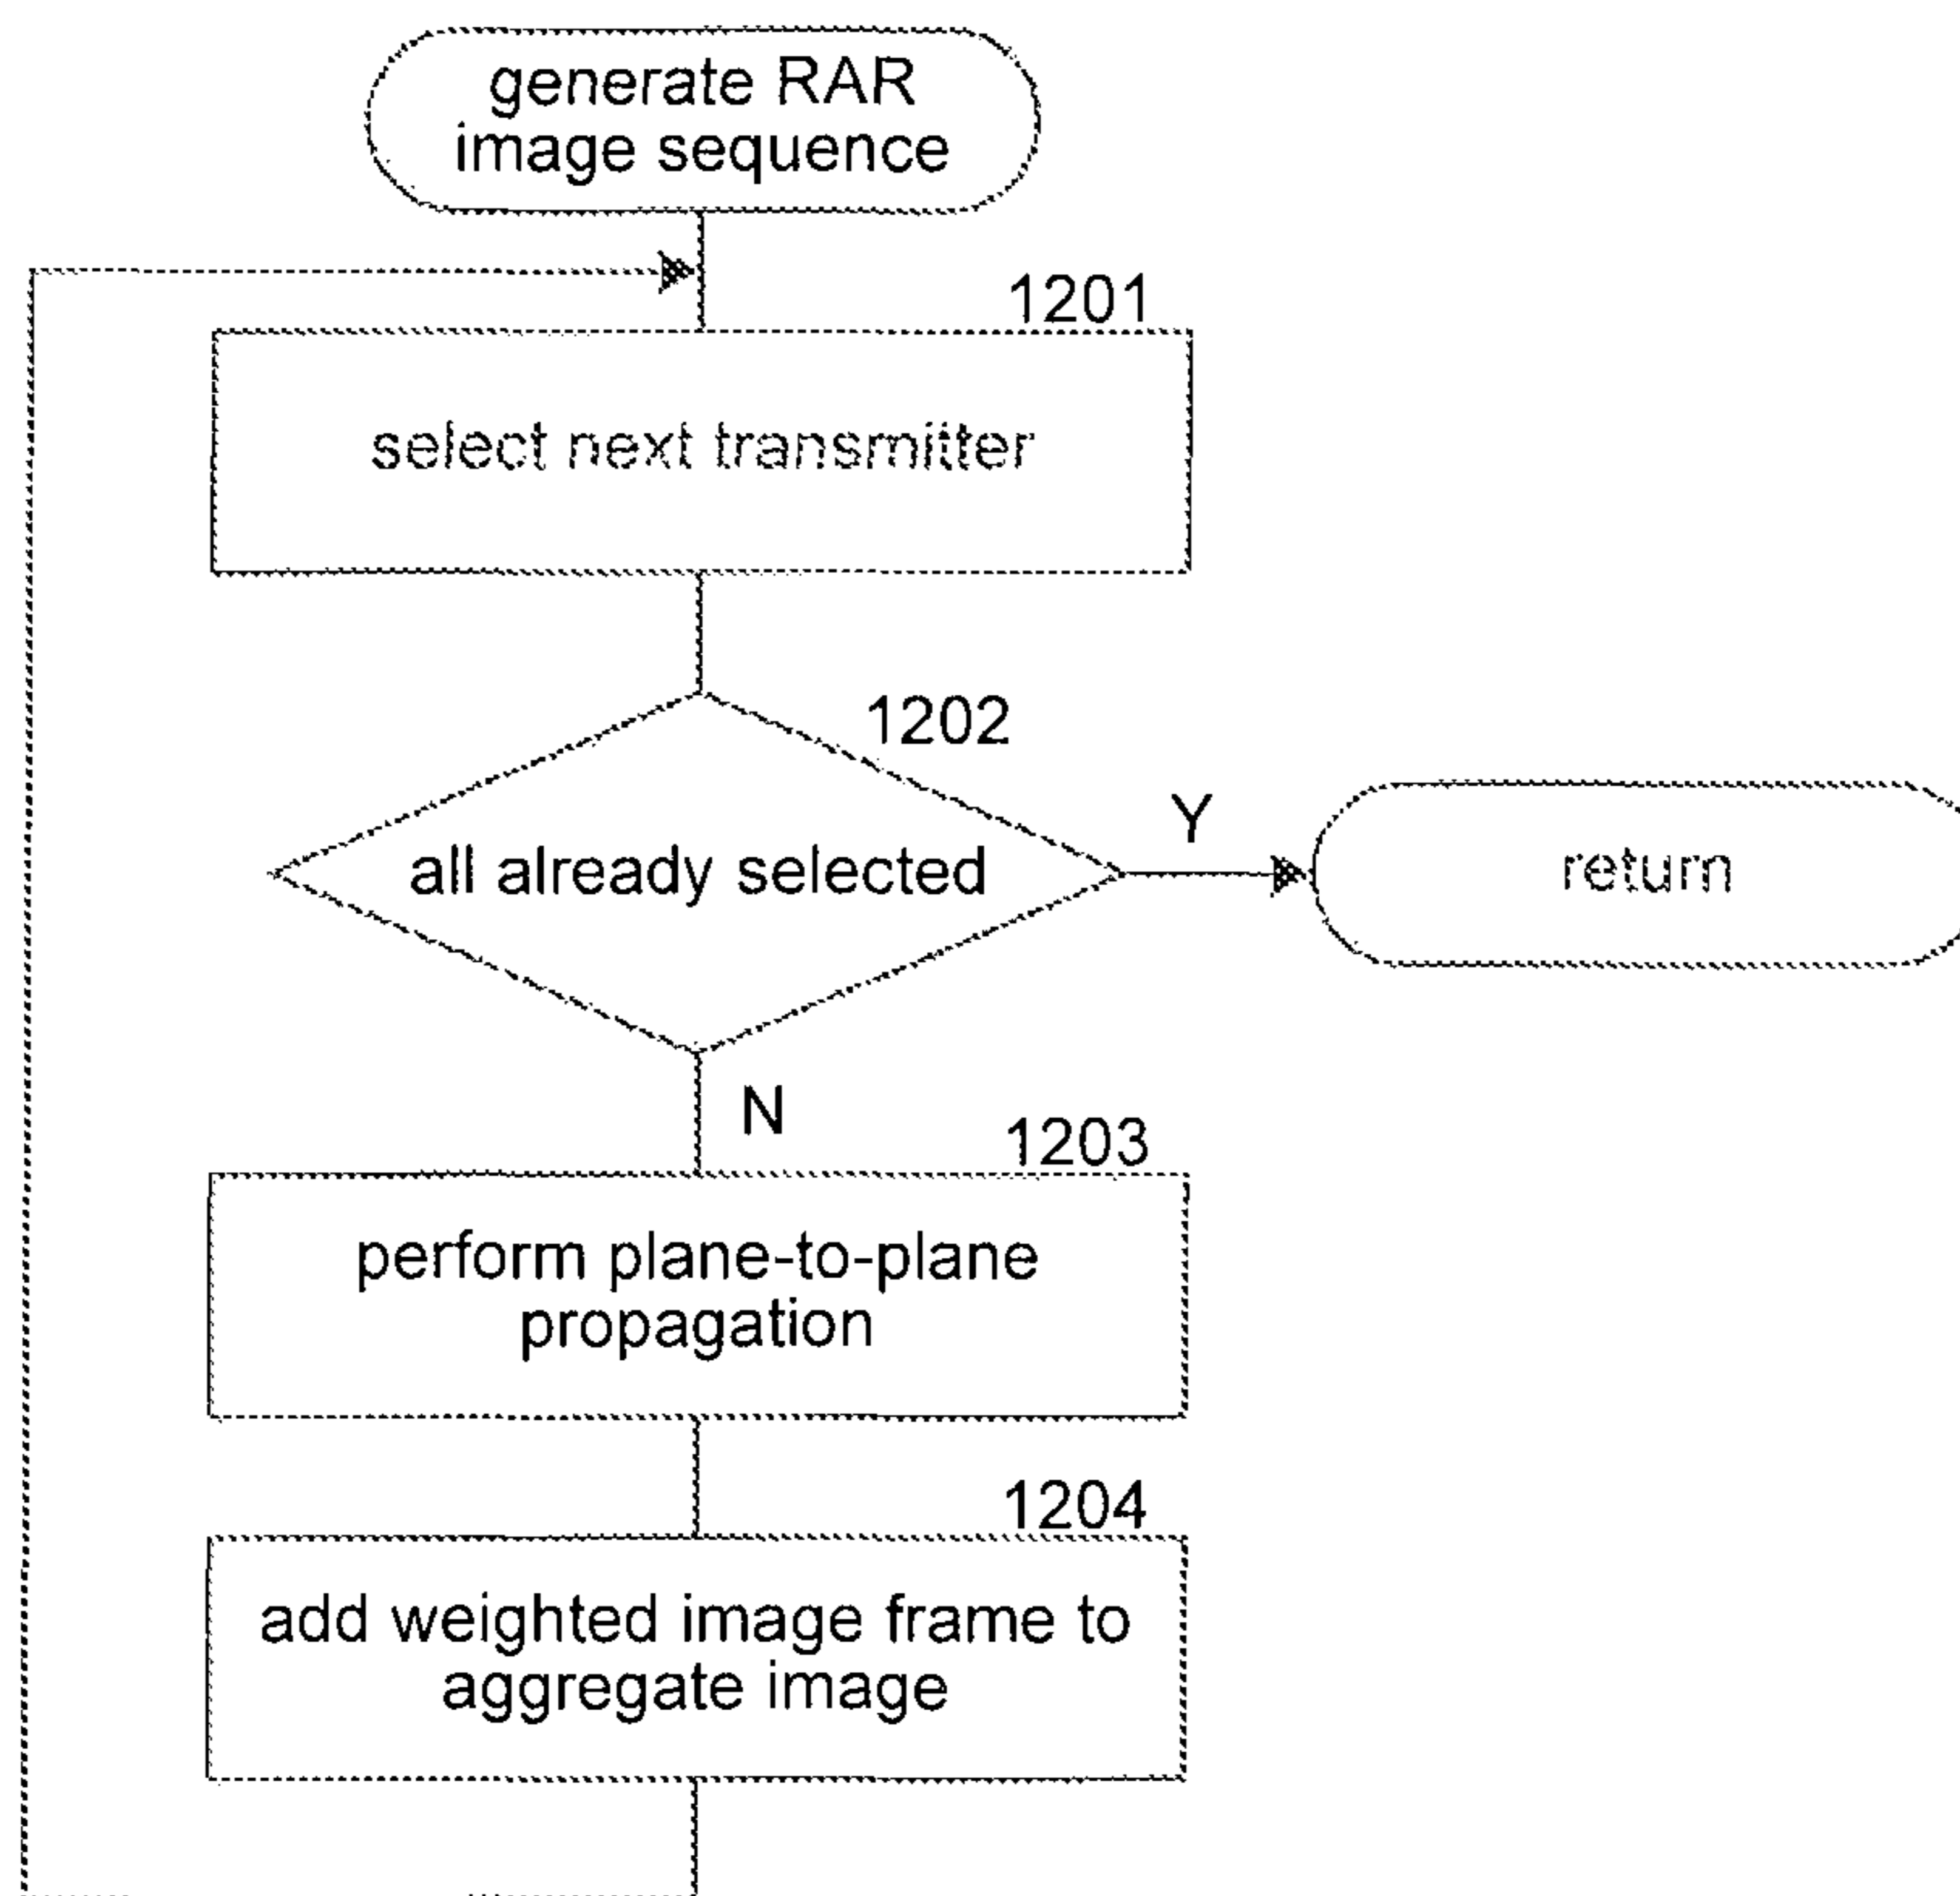 generate RAR
image sequence
1201
select next transmitter
1202
all already selected
Y
return
N
1203
perform plane-to-plane
propagation
1204
add weighted image frame to
aggregate image